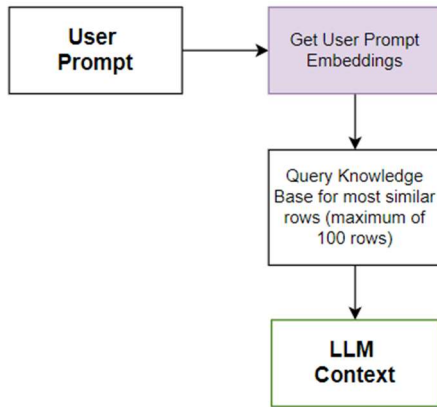 User
Prompt
Get User Prompt
Embeddings
Query Knowledge
Base for most similar
rows (maximum of
100 rows)
LLM
Context